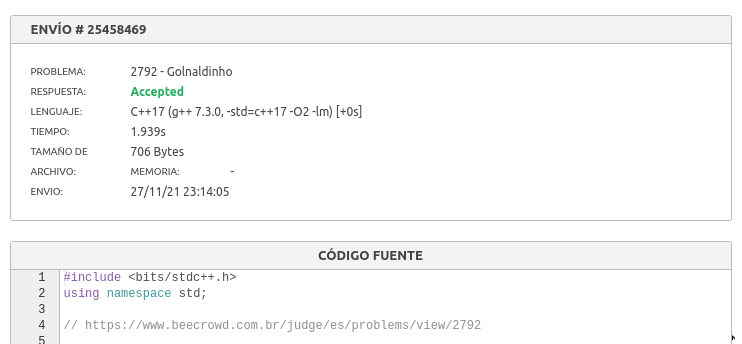 ENVÍO # 25458469
PROBLEMA: 2792 - Golnaldinho
RESPUESTA: Accepted
LENGUAJE: C++17 (g++ 7.3.0, -std=c++17 -O2 -lm) [+0s]
TIEMPO: 1.939s
TAMAÑO DE 706 Bytes
ARCHIVO: MEMORIA: -
ENVIO: 27/11/21 23:14:05
CÓDIGO FUENTE
1 #include <bits/stdc++.h>
2 using namespace std;
3
4 // https://www.beecrowd.com.br/judge/es/problems/view/2792
5